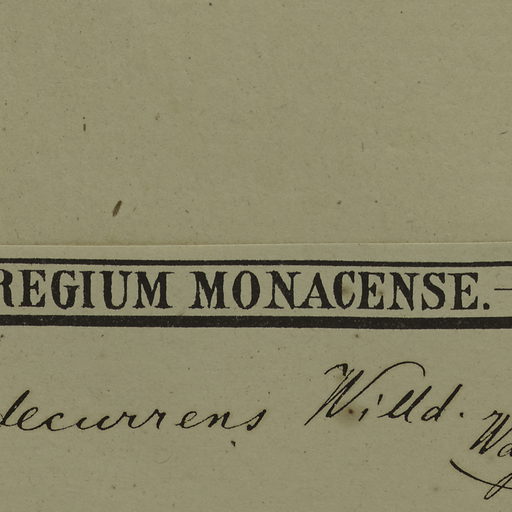 REGIUM MONACENSE.—
decurrens Willd.